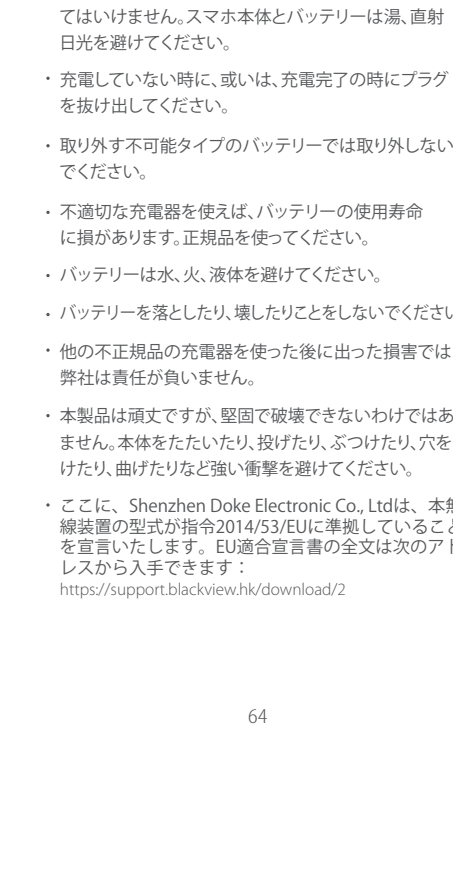 てはいけません。スマホ本体とバッテリーは湯、直射
日光を避けてください。
・ 充電していない時に、或いは、充電完了の時にプラグ
を抜け出してください。
・ 取り外す不可能タイプのバッテリーでは取り外しない
でください。
・ 不適切な充電器を使えば、バッテリーの使用寿命
に損があります。正規品を使ってください。
・ バッテリーは水、火、液体を避けてください。
・ バッテリーを落としたり、壊したりことをしないでくださ
・ 他の不正規品の充電器を使った後に出った損害では
弊社は責任が負いません。
・ 本製品は頑丈ですが、堅固で破壊できないわけではあ
ません。本体をたたいたり、投げたり、ぶつけたり、穴を
けたり、曲げたりなど強い衝撃を避けてください。
・ ここに、Shenzhen Doke Electronic Co., Ltdは、本無
線装置の型式が指令2014/53/EUに準拠しているこ
を宣言いたします。EU適合宣言書の全文は次のア
レスから入手できます：
https://support.blackview.hk/download/2
64